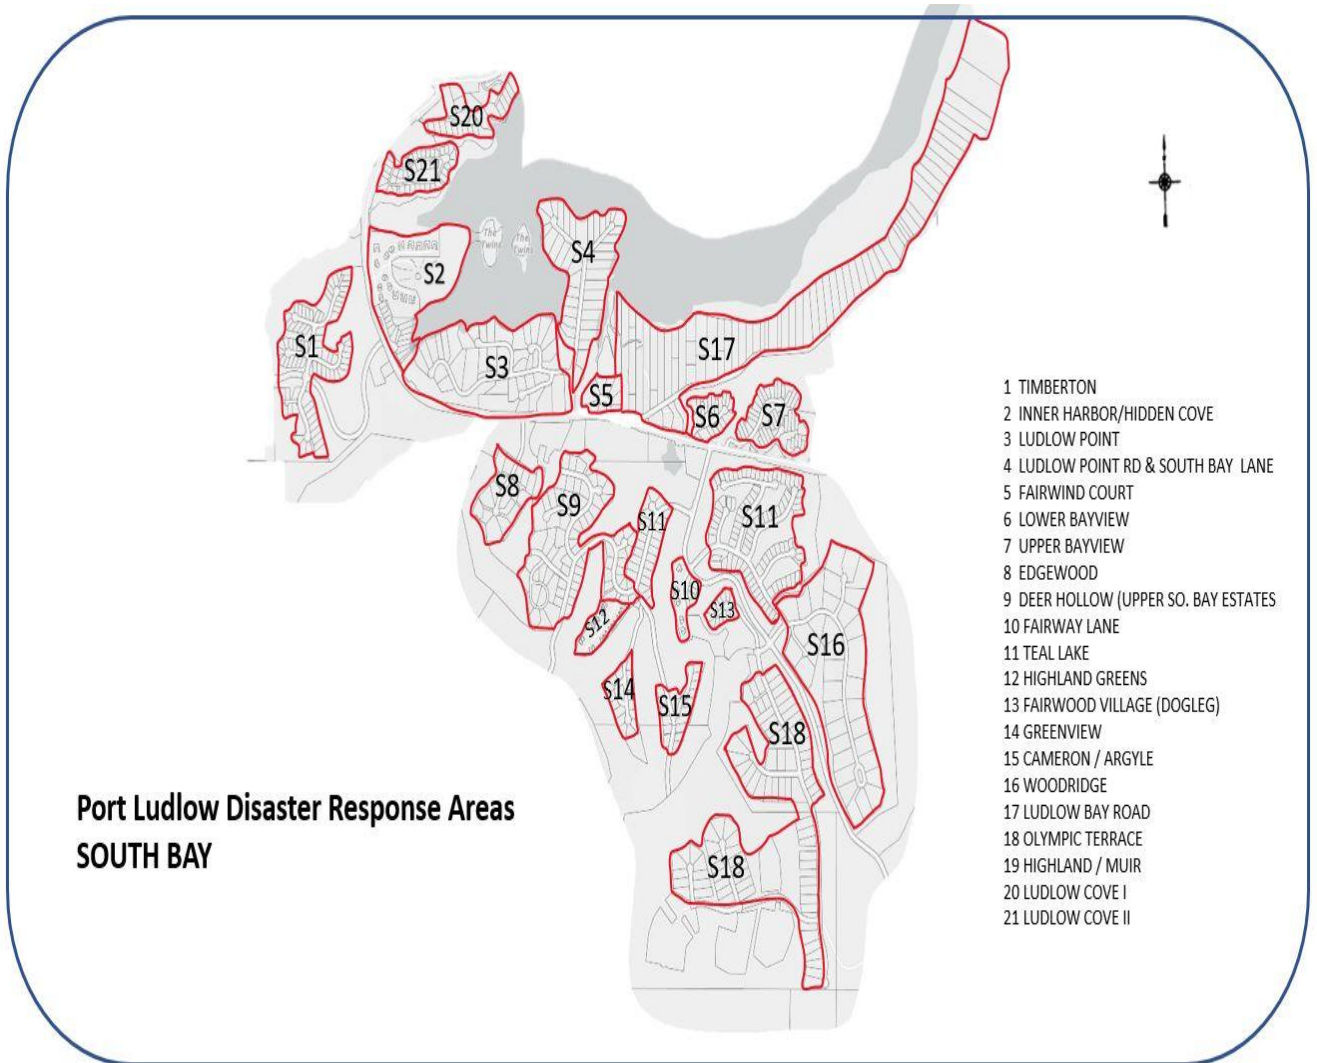 S20
S21
The
Twins
The
Twins
S4
S2
S1
S3
S17
S5
S6
S7
S8
S9
S11
S11
S10
S13
S12
S16
S14
S15
S18
S18
1 TIMBERTON
2 INNER HARBOR/HIDDEN COVE
3 LUDLOW POINT
4 LUDLOW POINT RD & SOUTH BAY LANE
5 FAIRWIND COURT
6 LOWER BAYVIEW
7 UPPER BAYVIEW
8 EDGEWOOD
9 DEER HOLLOW (UPPER SO. BAY ESTATES
10 FAIRWAY LANE
11 TEAL LAKE
12 HIGHLAND GREENS
13 FAIRWOOD VILLAGE (DOGLEG)
14 GREENVIEW
15 CAMERON / ARGYLE
16 WOODRIDGE
17 LUDLOW BAY ROAD
18 OLYMPIC TERRACE
19 HIGHLAND / MUIR
20 LUDLOW COVE I
21 LUDLOW COVE II
Port Ludlow Disaster Response Areas
SOUTH BAY